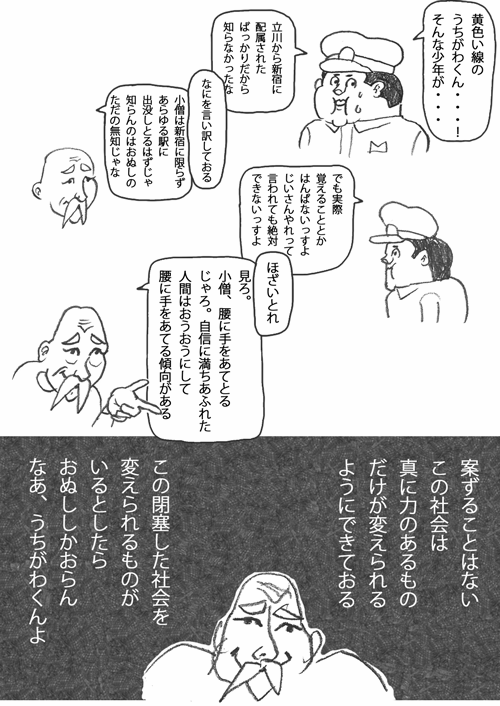 黄色い線の
うちがわくん・・・・！
そんな少年が・・・
立川から新宿に
配属された
ばっかりだから
知らなかったな
なにを言い訳しておる
小僧は新宿に限らず
あらゆる駅に
出没しとるはずじゃ
知らんのはおぬしの
ただの無知じゃな
でも実際
覚えることとか
はんぱないっすよ
じいさんやれって
言われても絶対
できないっすよ
ほざいとれ
見ろ。
小僧、腰に手をあてとる
じゃろ。自信に満ちあふれた
人間はおうおうにして
腰に手をあてる傾向がある
案ずることはない
この社会は
真に力のあるもの
だけが変えられる
ようにできておる
この閉塞した社会を
変えられるものが
いるとしたら
おぬししかおらん
なあ、うちがわくんよ
M